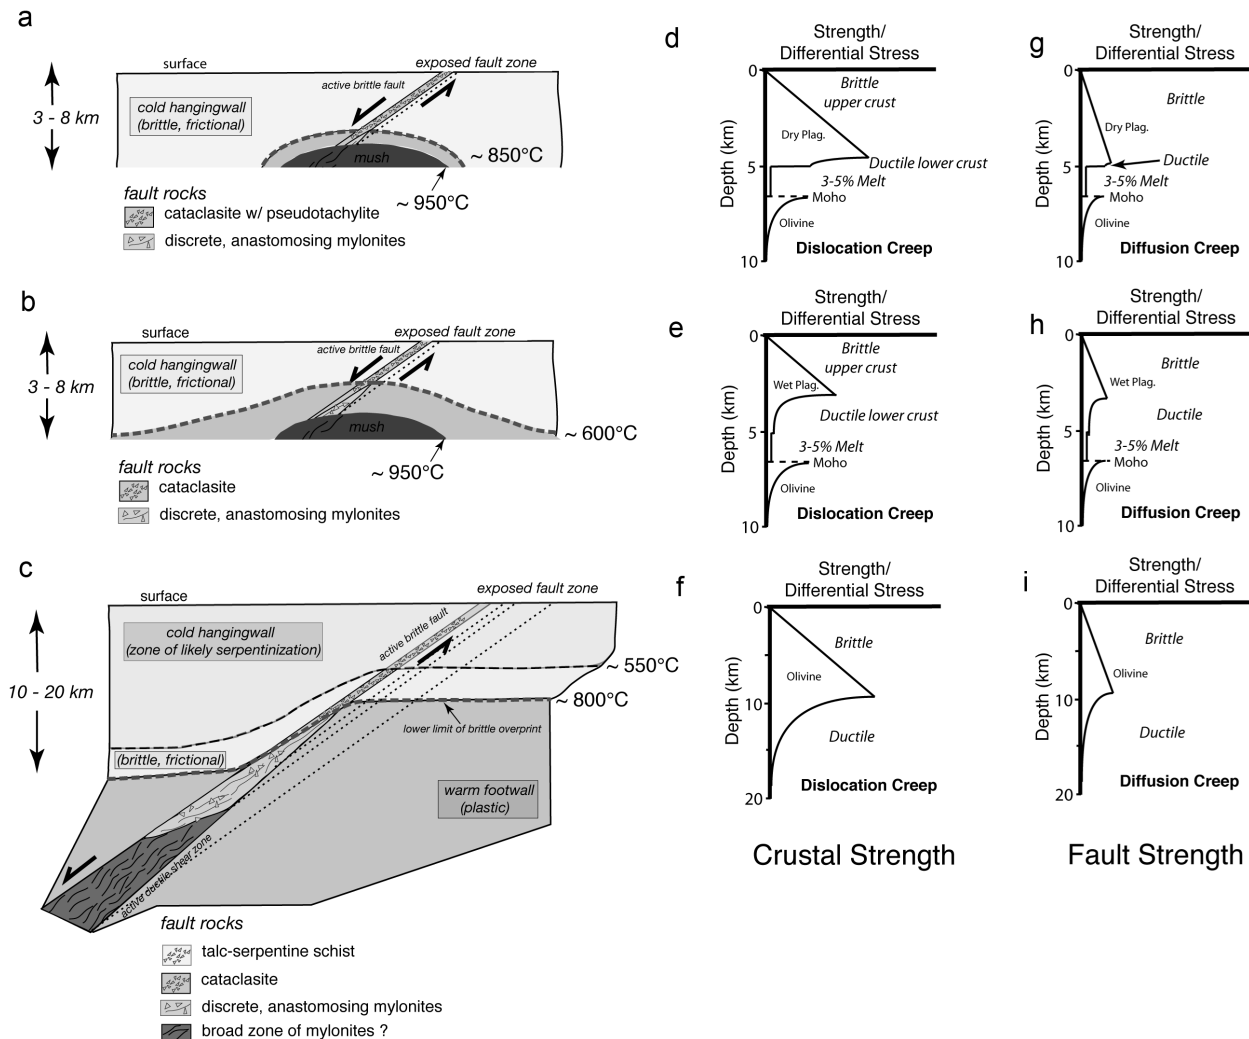 a
surface
exposed fault zone
active brittle fault
cold hangingwall
(brittle, frictional)
3 - 8 km
mush
~ 850°C
~ 950°C
fault rocks
cataclasite w/ pseudotachylite
discrete, anastomosing mylonites
b
surface
exposed fault zone
active brittle fault
cold hangingwall
(brittle, frictional)
3 - 8 km
mush
~ 600°C
~ 950°C
fault rocks
cataclasite
discrete, anastomosing mylonites
c
surface
exposed fault zone
active brittle fault
cold hangingwall
(zone of likely serpentinization)
~ 550°C
10 - 20 km
~ 800°C
lower limit of brittle overprint
(brittle, frictional)
warm footwall
(plastic)
active ductile shear zone
fault rocks
talc-serpentine schist
cataclasite
discrete, anastomosing mylonites
broad zone of mylonites ?
d
Strength/
Differential Stress
0
Brittle
upper crust
Dry Plag.
Depth (km)
5
Ductile lower crust
3-5% Melt
Moho
Olivine
Dislocation Creep
10
e
Strength/
Differential Stress
0
Brittle
upper crust
Wet Plag.
Depth (km)
Ductile lower crust
5
3-5% Melt
Moho
Olivine
Dislocation Creep
10
f
Strength/
Differential Stress
0
Brittle
Olivine
Depth (km)
10
Ductile
Dislocation Creep
20
Crustal Strength
g
Strength/
Differential Stress
0
Brittle
Dry Plag.
Depth (km)
5
Ductile
3-5% Melt
Moho
Olivine
Diffusion Creep
10
h
Strength/
Differential Stress
0
Brittle
Wet Plag.
Depth (km)
Ductile
5
3-5% Melt
Moho
Olivine
Diffusion Creep
10
i
Strength/
Differential Stress
0
Brittle
Olivine
Depth (km)
10
Ductile
Diffusion Creep
20
Fault Strength